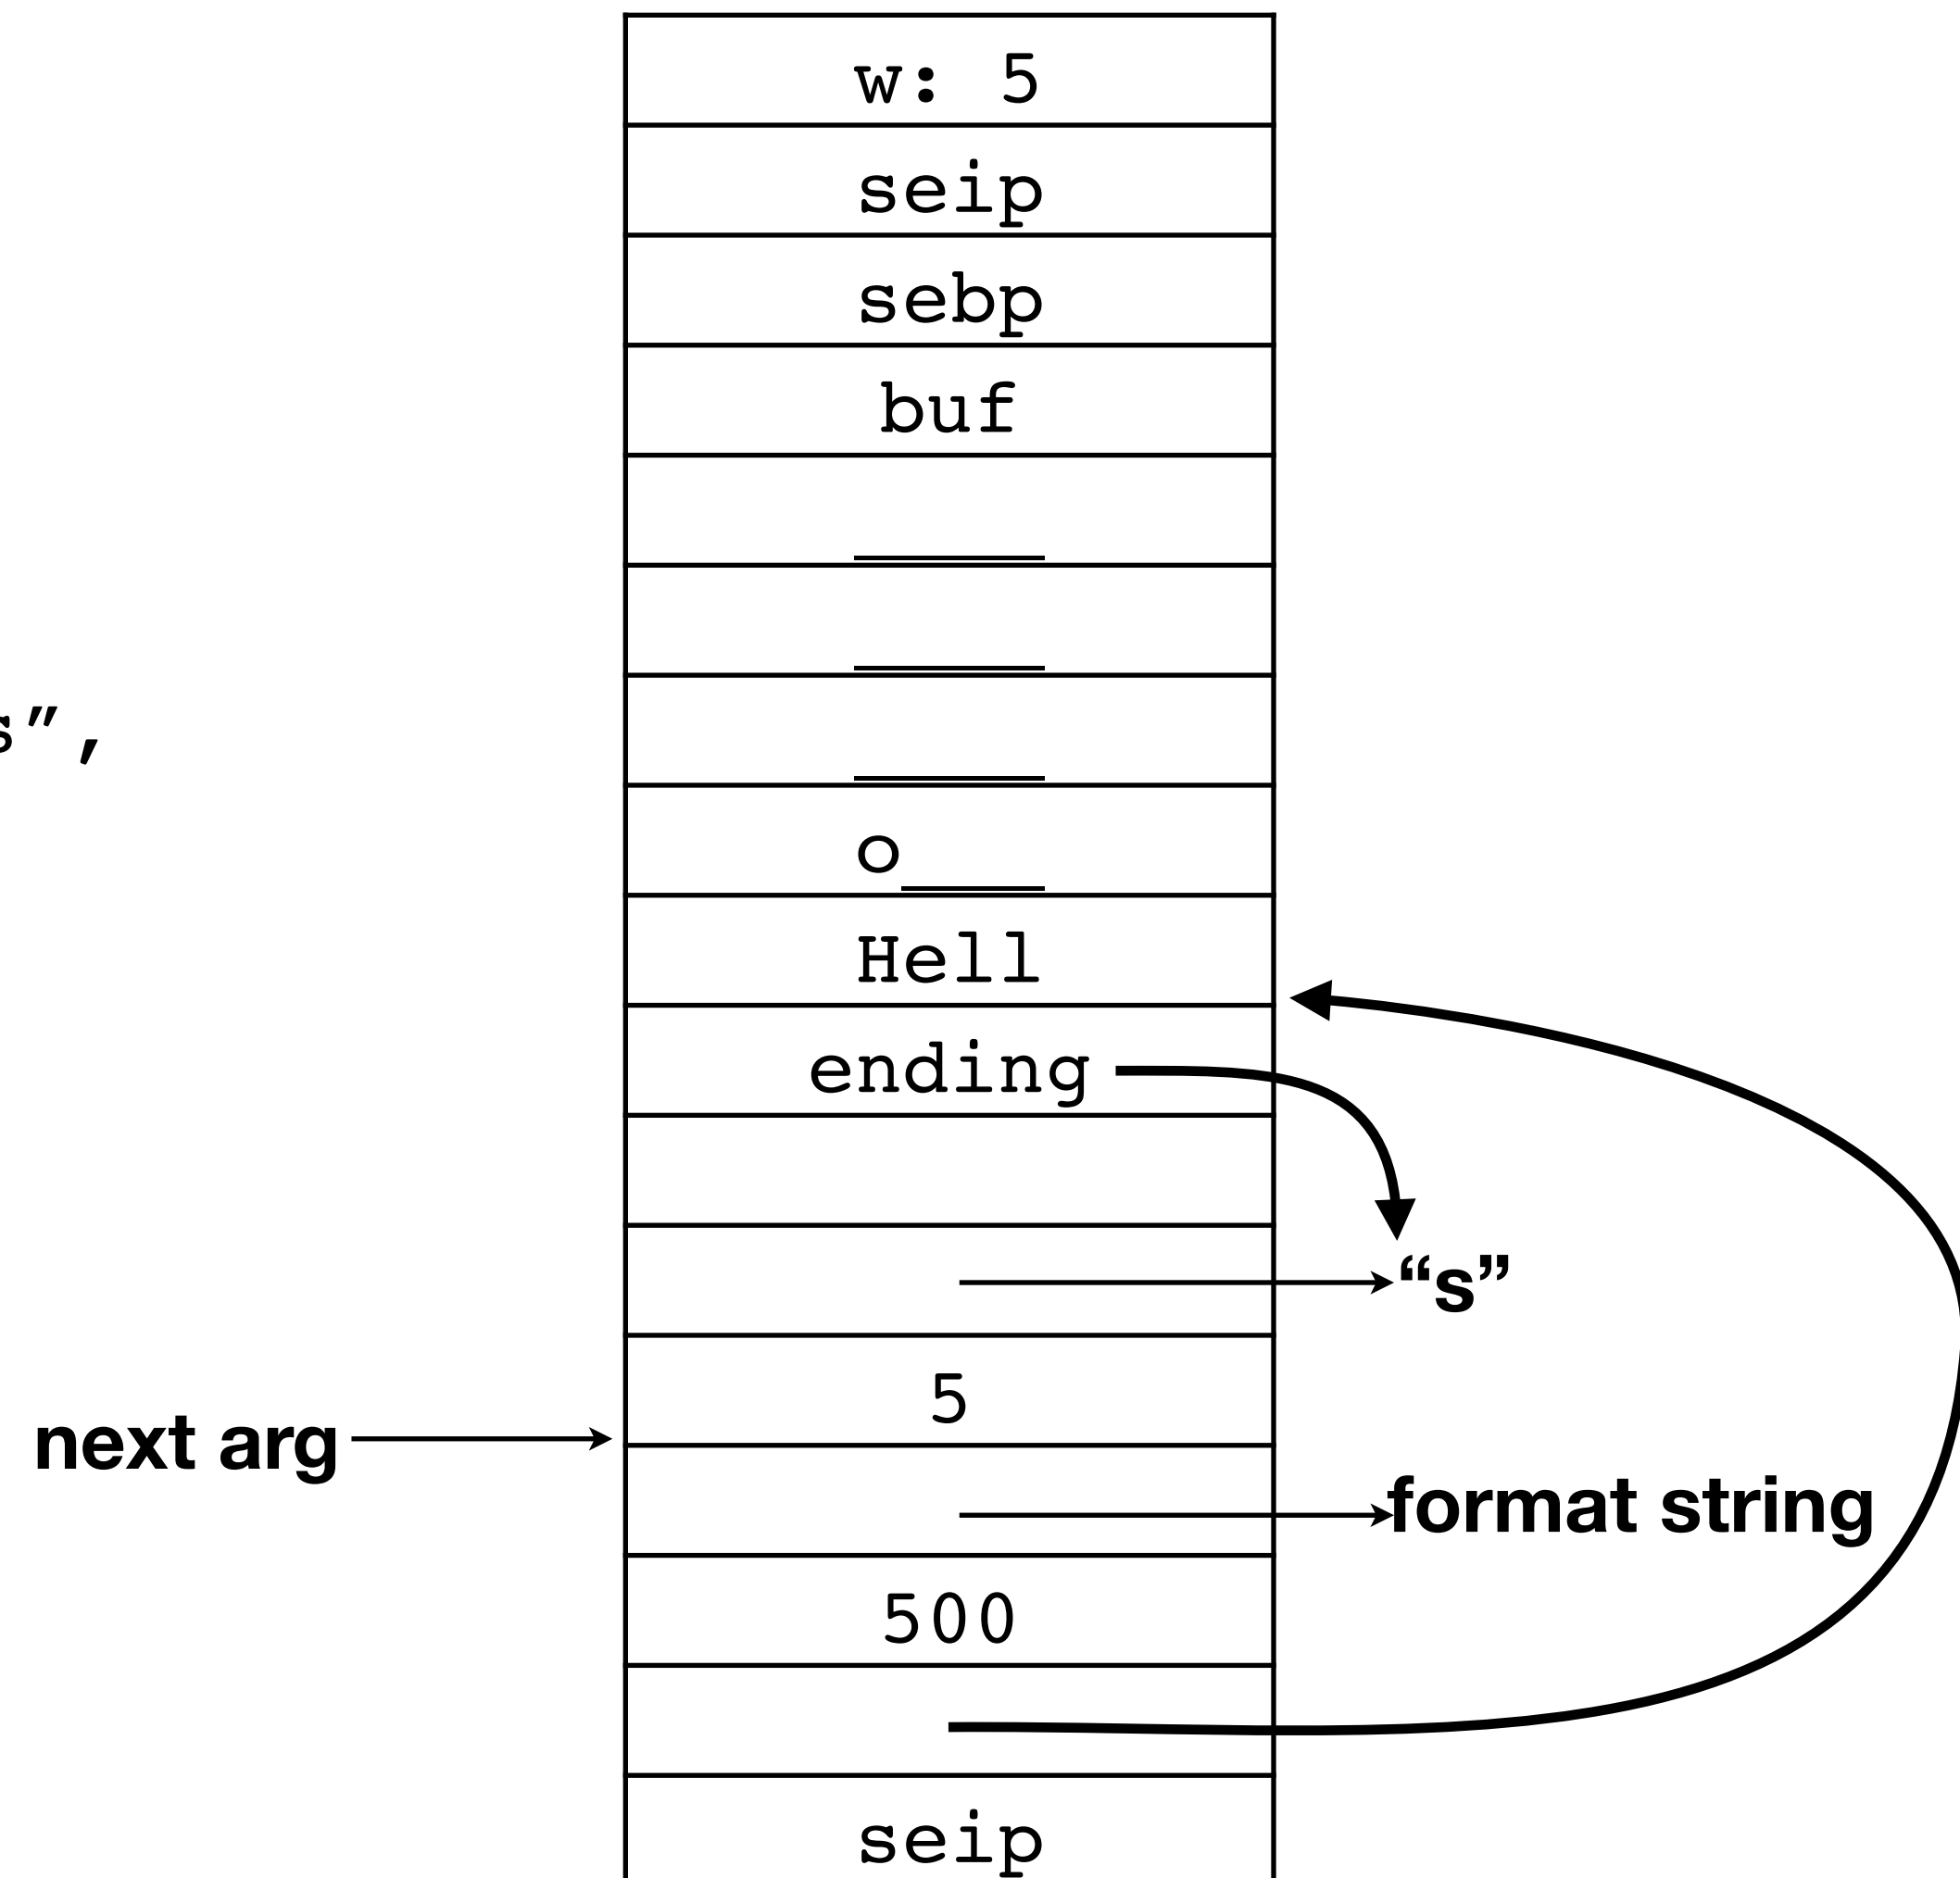 w: 5
seip
sebp
buf
____
____
s”,
____
o___
Hell
ending
“s”
5
next arg
format string
500
seip